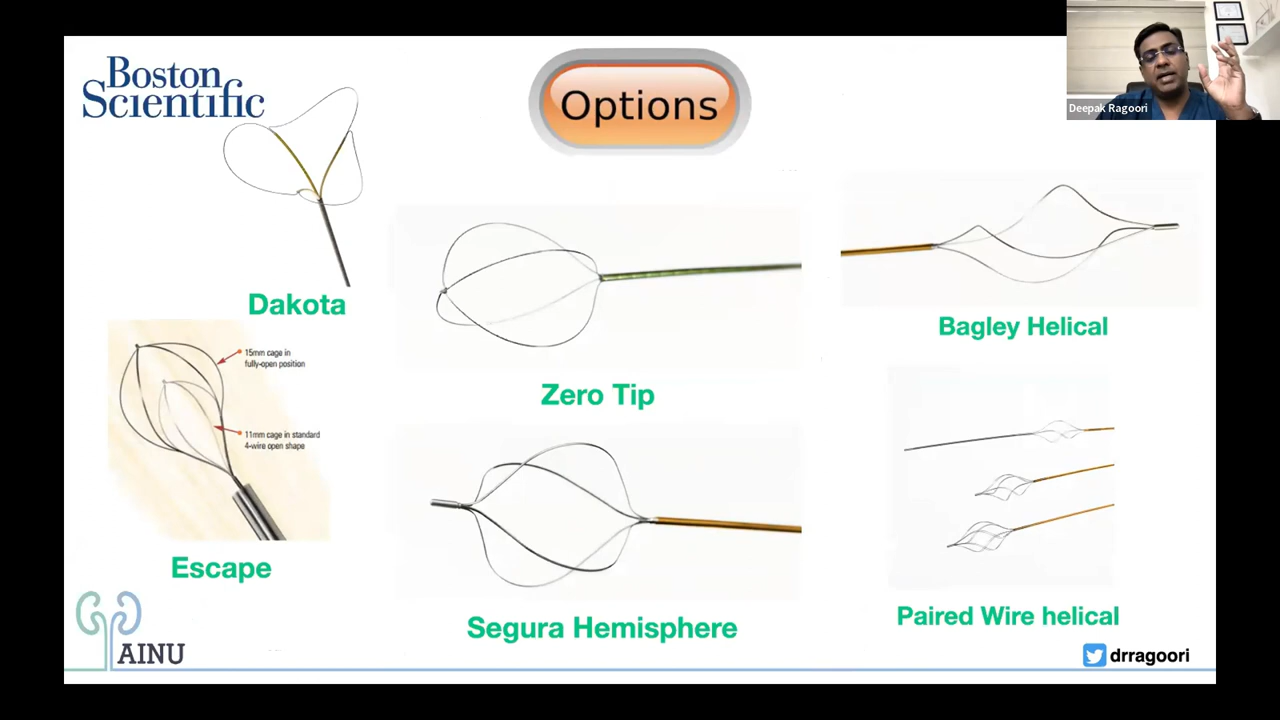 Boston
Scientific
Options
Deepak Ragoori
Dakota
15mm cage in
fully-open position
11mm cage in standard
4-wire open shape
Escape
Zero Tip
Segura Hemisphere
Bagley Helical
Paired Wire helical
AINU
drragoori